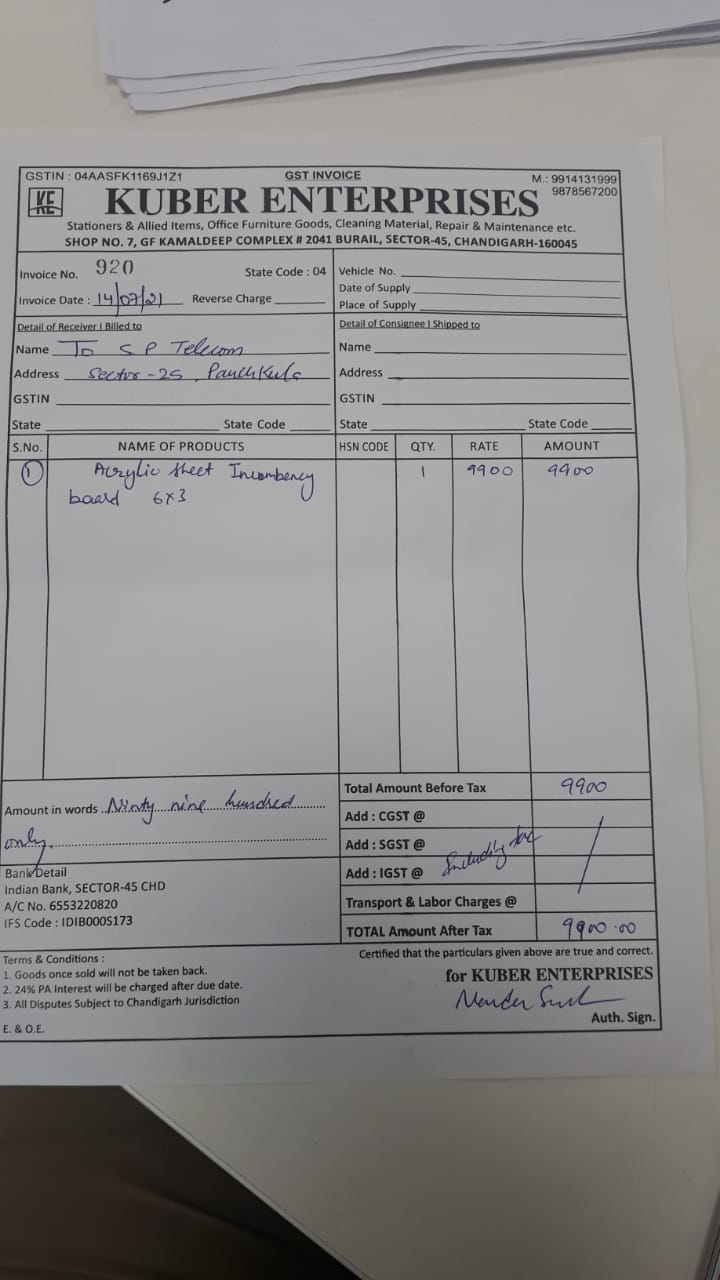 GSTIN : 04AASFK1169J1Z1 GST INVOICE M.: 9914131999
9878567200
KE KUBER ENTERPRISES
Stationers & Allied Items, Office Furniture Goods, Cleaning Material, Repair & Maintenance etc.
SHOP NO. 7, GF KAMALDEEP COMPLEX # 2041 BURAIL, SECTOR-45, CHANDIGARH-160045
Invoice No. 920 State Code : 04
Invoice Date : 14/07/21 Reverse Charge
Vehicle No.
Date of Supply
Place of Supply
Detail of Receiver | Billed to
Name To S P Telecom
Address Sector-25, Panchkula
GSTIN
State State Code
Detail of Consignee | Shipped to
Name
Address
GSTIN
State State Code
S.No. NAME OF PRODUCTS HSN CODE QTY. RATE AMOUNT
1 Acrylic sheet Incombency 1 9900 9900
board 6x3
Amount in words Ninty nine hundred
only.
Bank Detail
Indian Bank, SECTOR-45 CHD
A/C No. 6553220820
IFS Code : IDIB000S173
Total Amount Before Tax 9900
Add : CGST @
Add : SGST @
Add : IGST @ Including tax
Transport & Labor Charges @
TOTAL Amount After Tax 9900.00
Terms & Conditions :
1. Goods once sold will not be taken back.
2. 24% PA Interest will be charged after due date.
3. All Disputes Subject to Chandigarh Jurisdiction
E. & O.E.
Certified that the particulars given above are true and correct.
for KUBER ENTERPRISES
Auth. Sign.